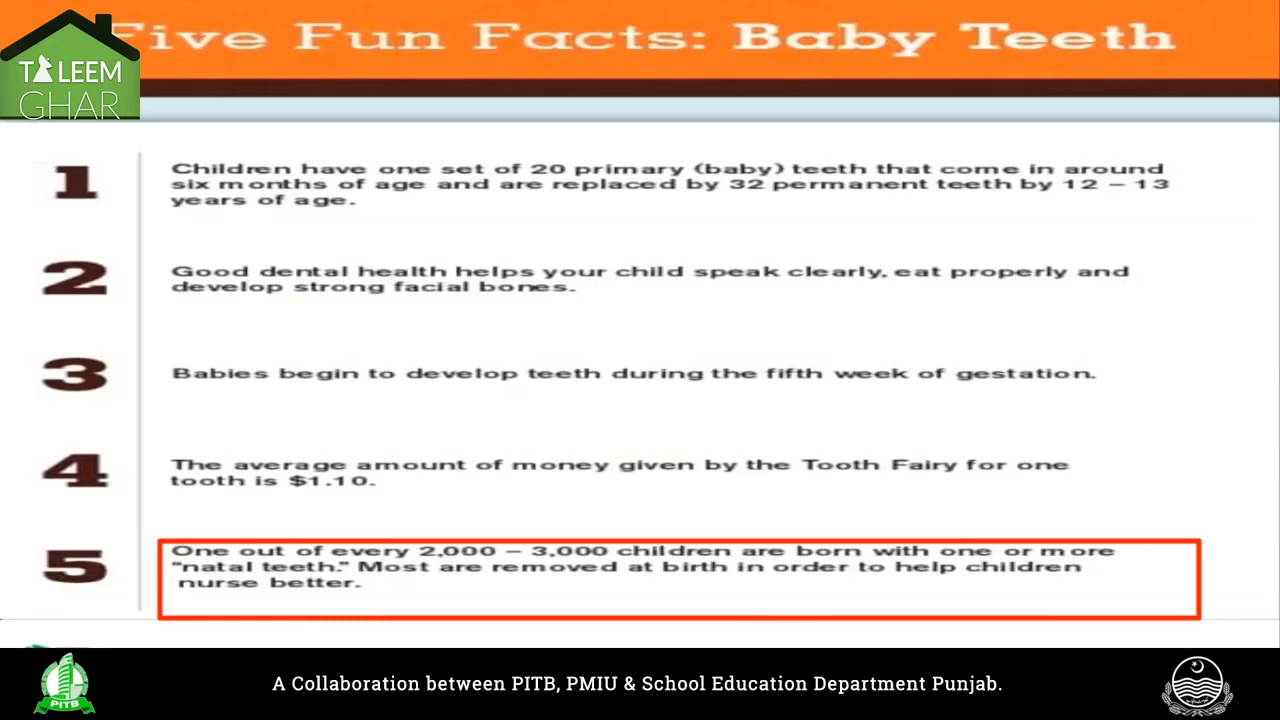 Five Fun Facts: Baby Teeth
TALEEM
GHAR
1
Children have one set of 20 primary (baby) teeth that come in around
six months of age and are replaced by 32 permanent teeth by 12 – 13
years of age.
2
Good dental health helps your child speak clearly, eat properly and
develop strong facial bones.
3
Babies begin to develop teeth during the fifth week of gestation.
4
The average amount of money given by the Tooth Fairy for one
tooth is $1.10.
5
One out of every 2,000 – 3,000 children are born with one or more
"natal teeth." Most are removed at birth in order to help children
nurse better.
PITB
A Collaboration between PITB, PMIU & School Education Department Punjab.